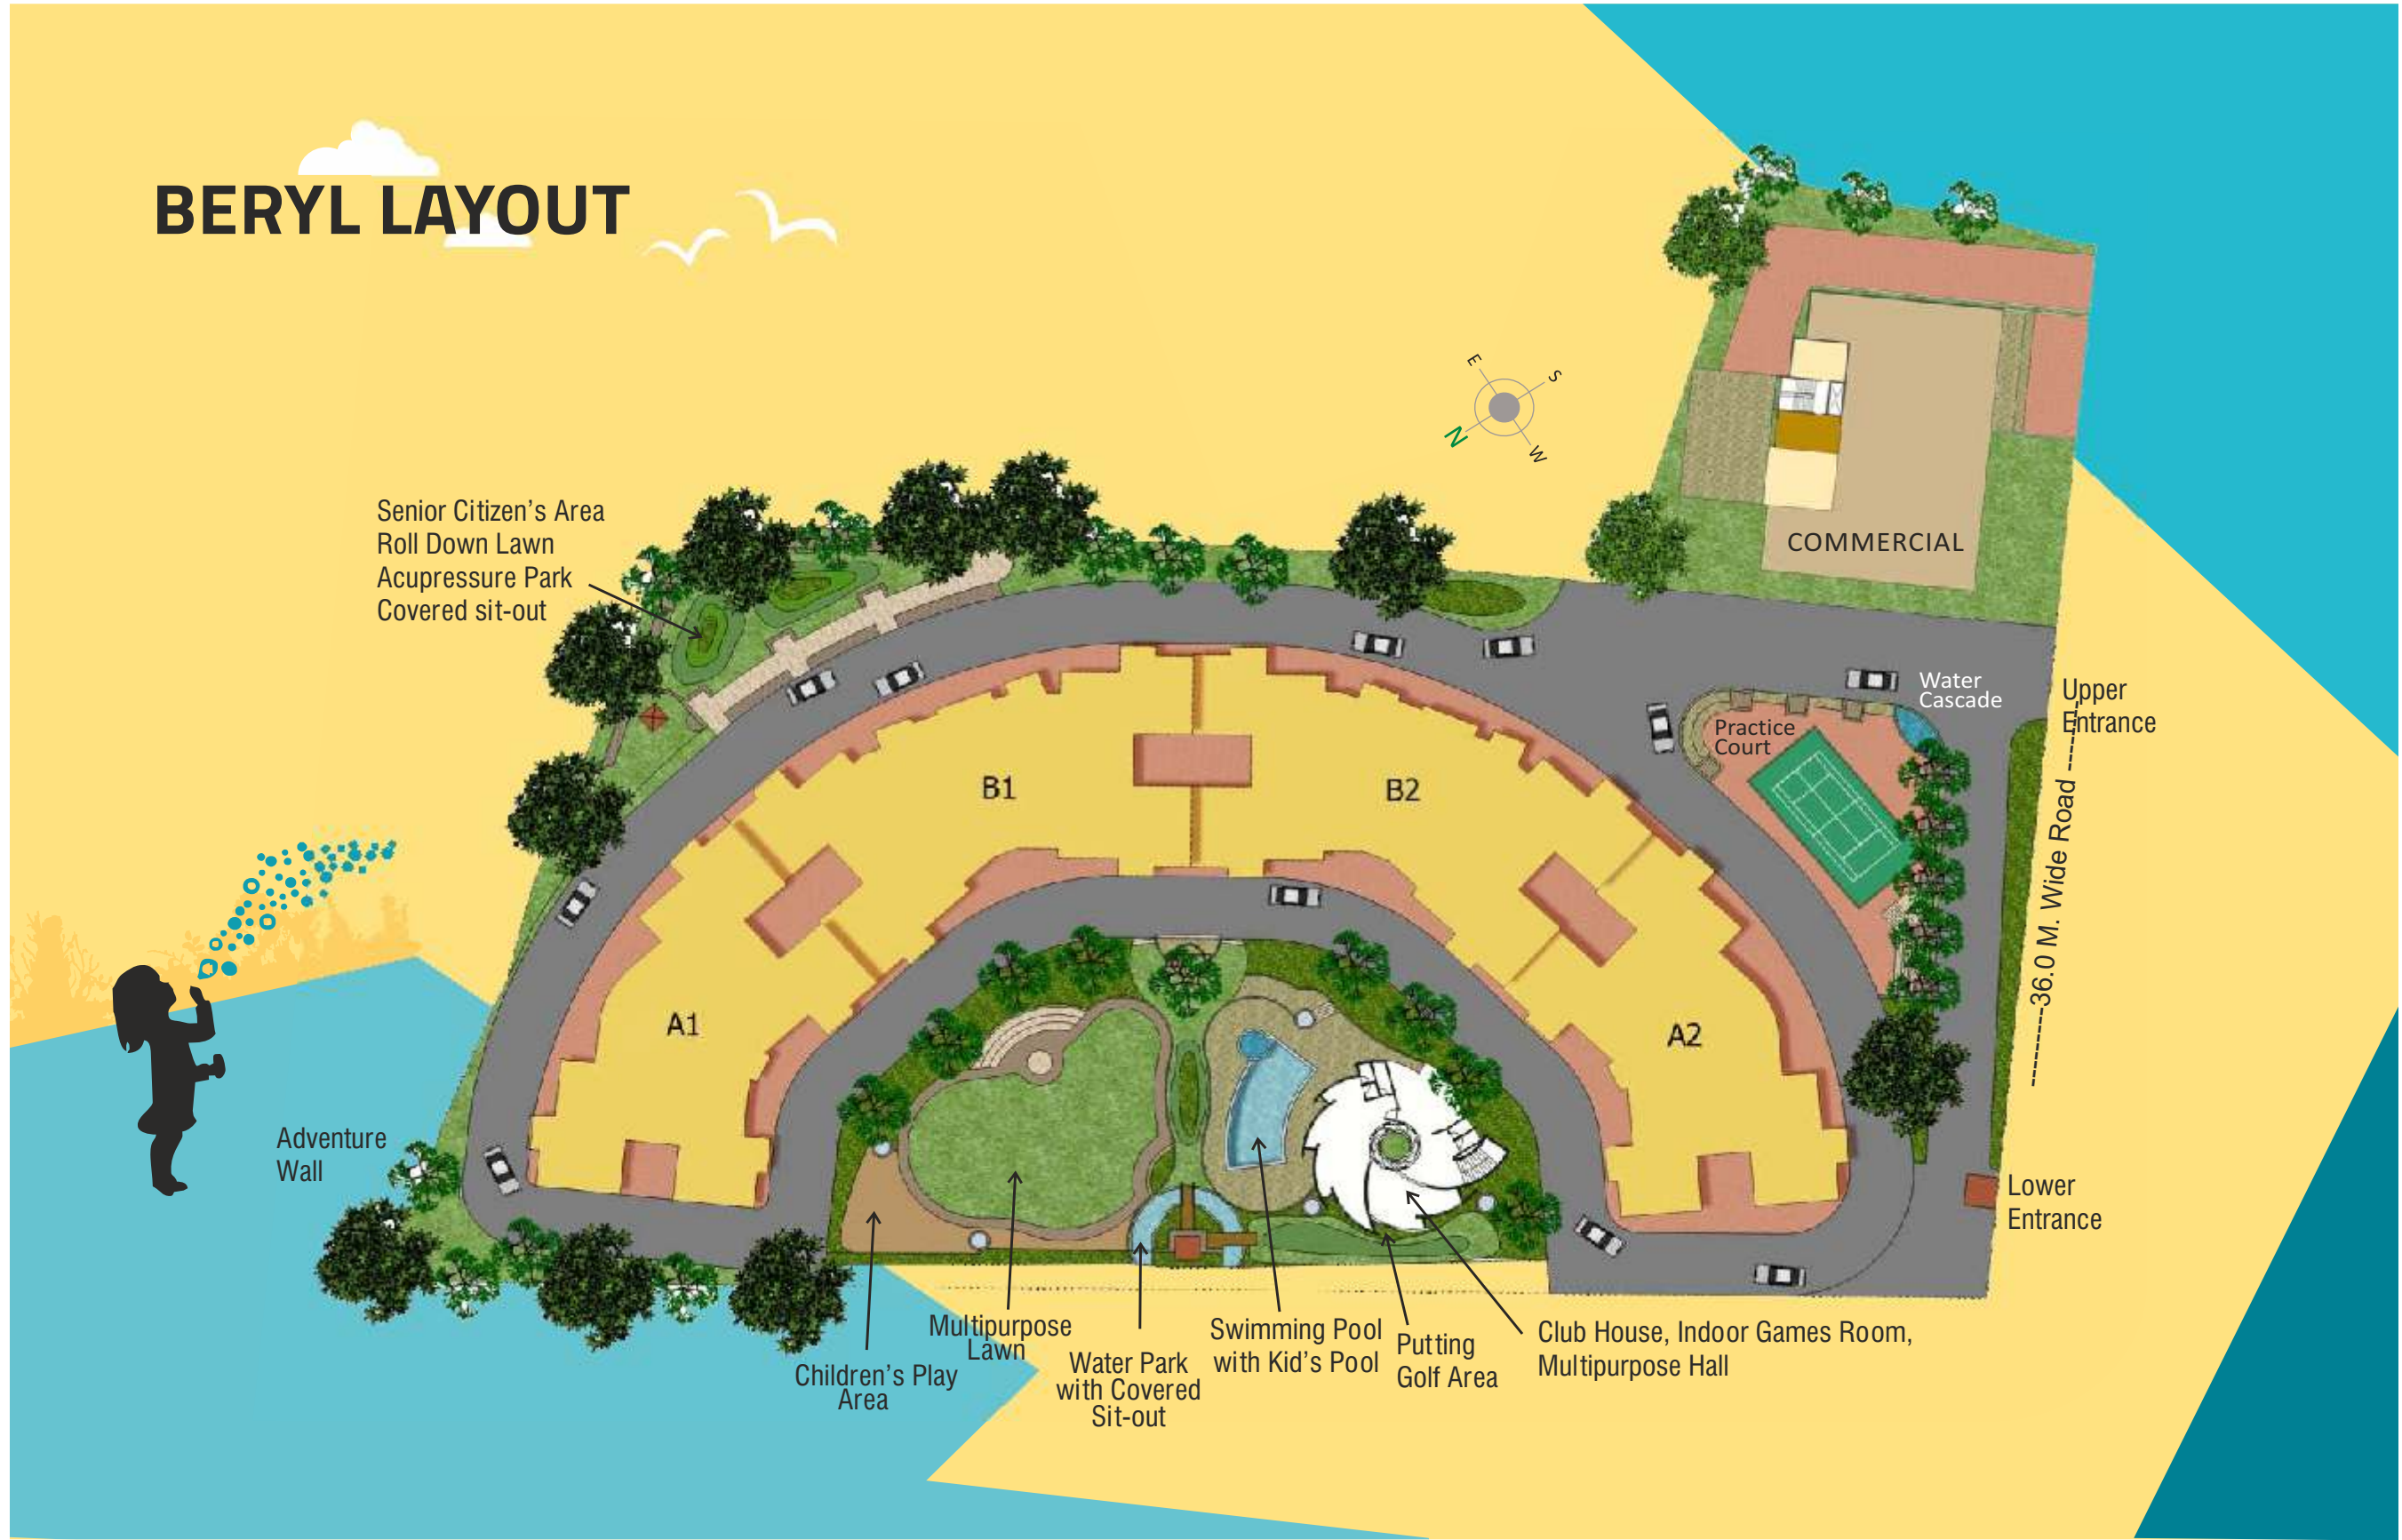 BERYL LAYOUT
E
S
N
W
Senior Citizen’s Area
Roll Down Lawn
Acupressure Park
Covered sit-out
COMMERCIAL
Water
Cascade
Upper
Entrance
Practice
Court
B1
B2
36.0 M. Wide Road
A1
A2
Adventure
Wall
Lower
Entrance
Multipurpose
Lawn
Children’s Play
Area
Water Park
with Covered
Sit-out
Swimming Pool
with Kid’s Pool
Putting
Golf Area
Club House, Indoor Games Room,
Multipurpose Hall